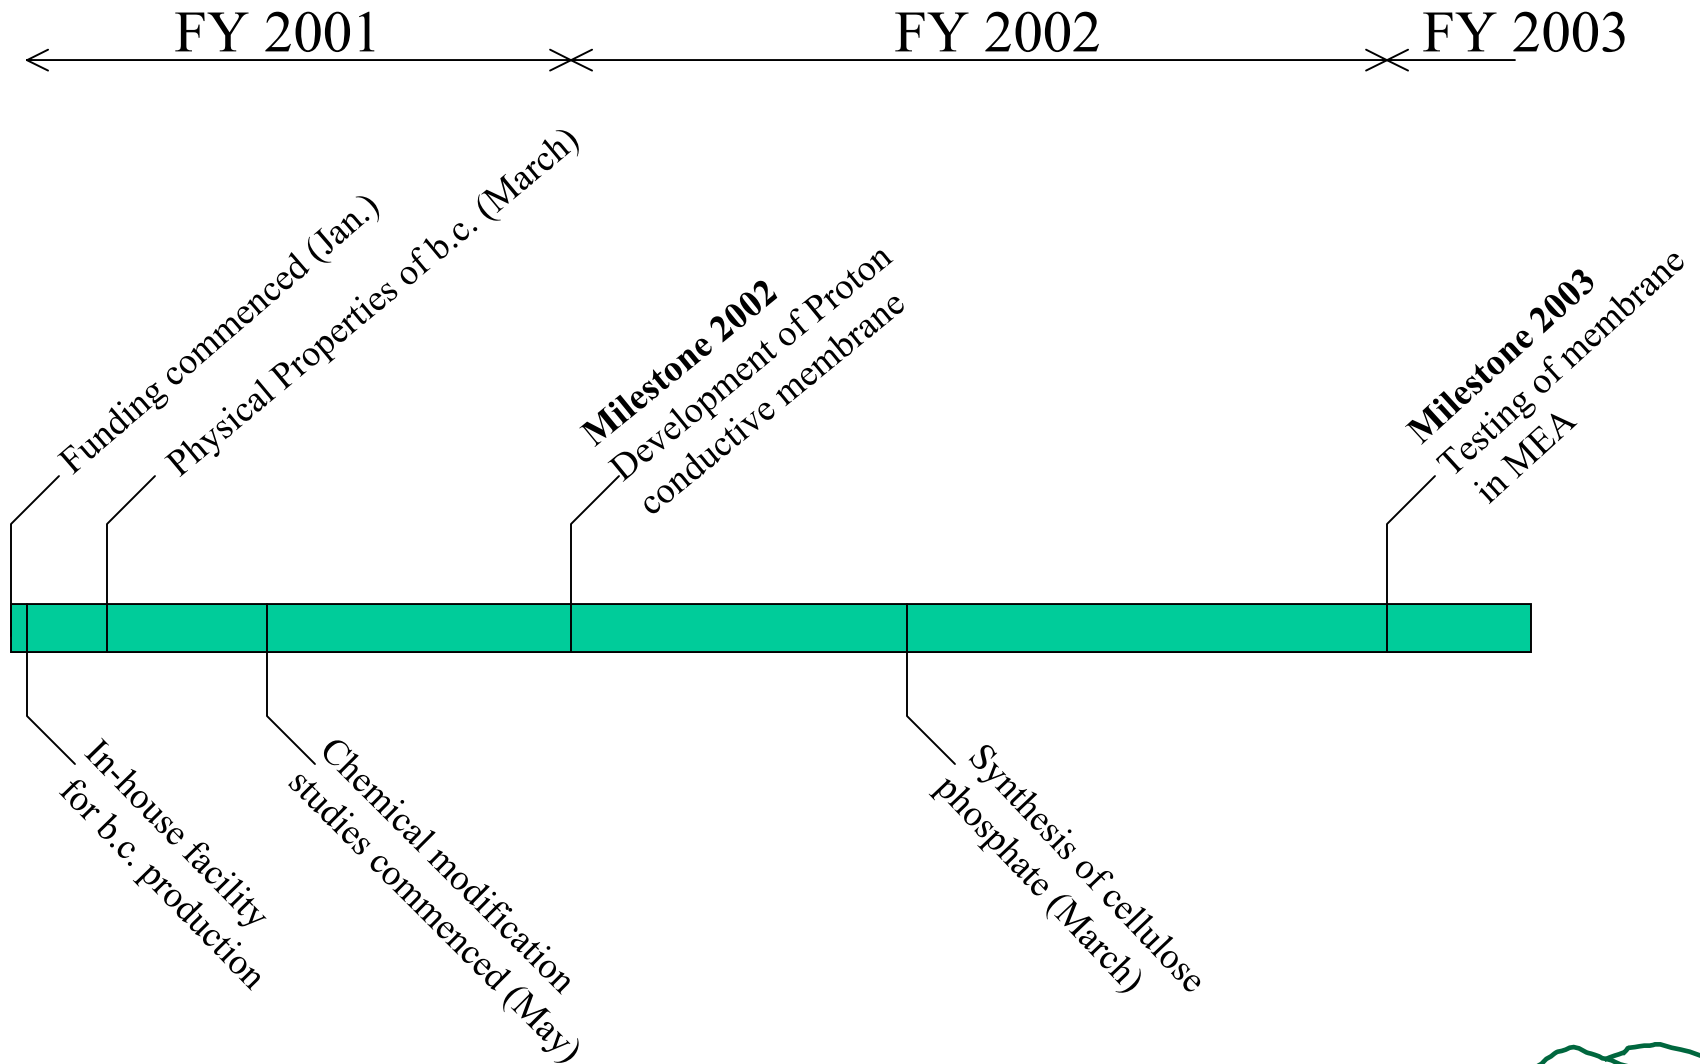 FY 2001
FY 2002
FY 2003
Funding commenced (Jan.)
Physical Properties of b.c. (March)
Milestone 2002
Development of Proton
conductive membrane
Milestone 2003
Testing of membrane
in MEA
In-house facility
for b.c. production
Chemical modification
studies commenced (May)
Synthesis of cellulose
phosphate (March)